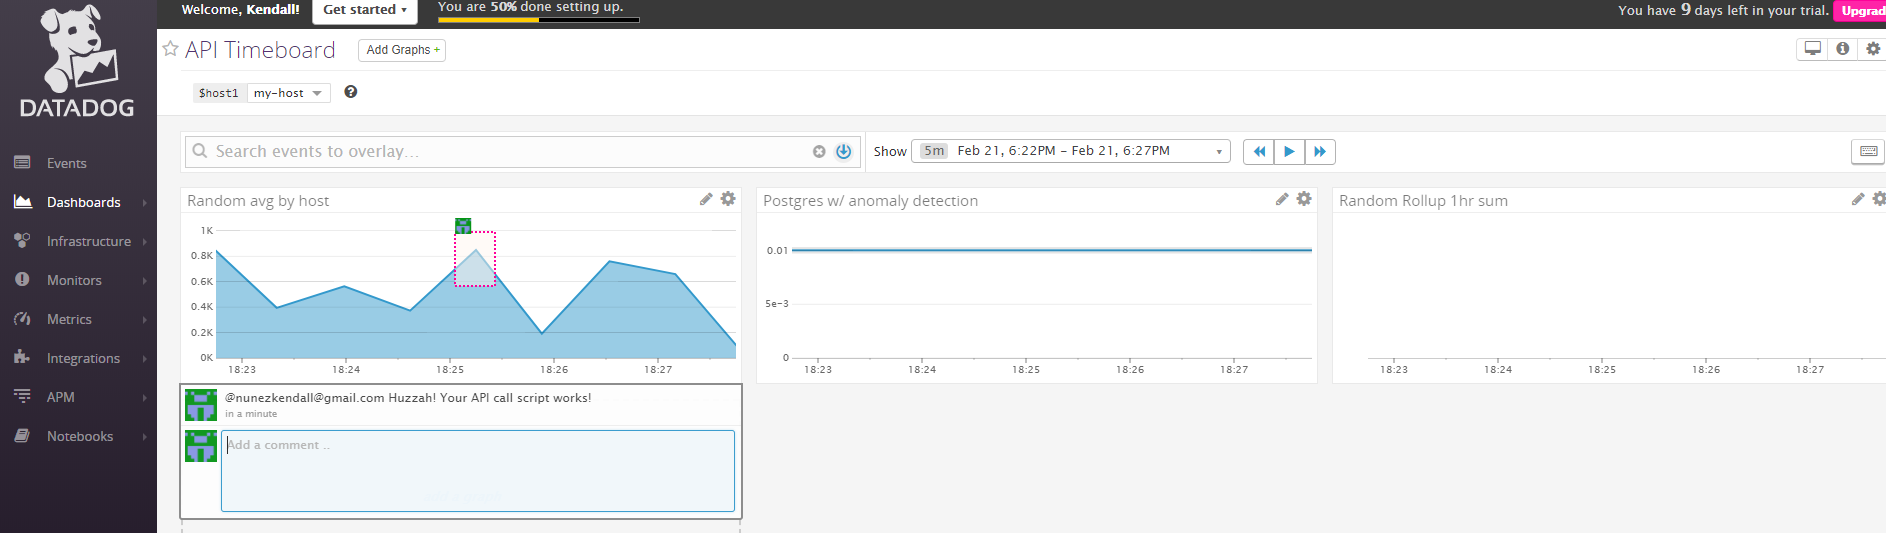 Welcome, Kendall!
Get started
You are 50% done setting up.
You have 9 days left in your trial.
Upgrad
DATADOG
Events
Dashboards
Infrastructure
Monitors
Metrics
Integrations
APM
Notebooks
API Timeboard
Add Graphs +
$host1 my-host
Search events to overlay...
Show 5m Feb 21, 6:22PM - Feb 21, 6:27PM
Random avg by host
1K
0.8K
0.6K
0.4K
0.2K
0K
18:23 18:24 18:25 18:26 18:27
Postgres w/ anomaly detection
0.01
5e-3
0
18:23 18:24 18:25 18:26 18:27
Random Rollup 1hr sum
18:23 18:24 18:25 18:26 18:27
@nunezkendall@gmail.com Huzzah! Your API call script works!
in a minute
Add a comment ..